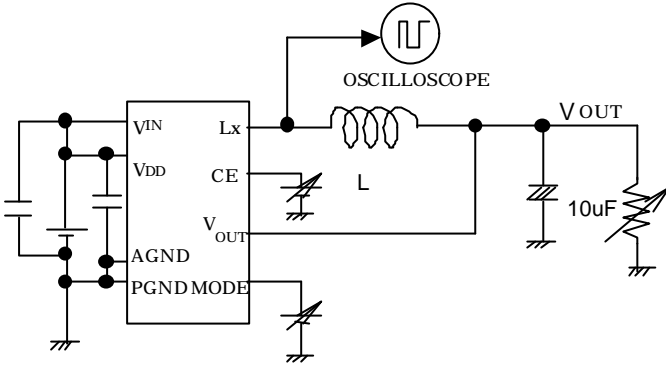 OSCILLOSCOPE
VIN
Lx
VOUT
VDD
CE
L
10uF
VOUT
AGND
PGND MODE